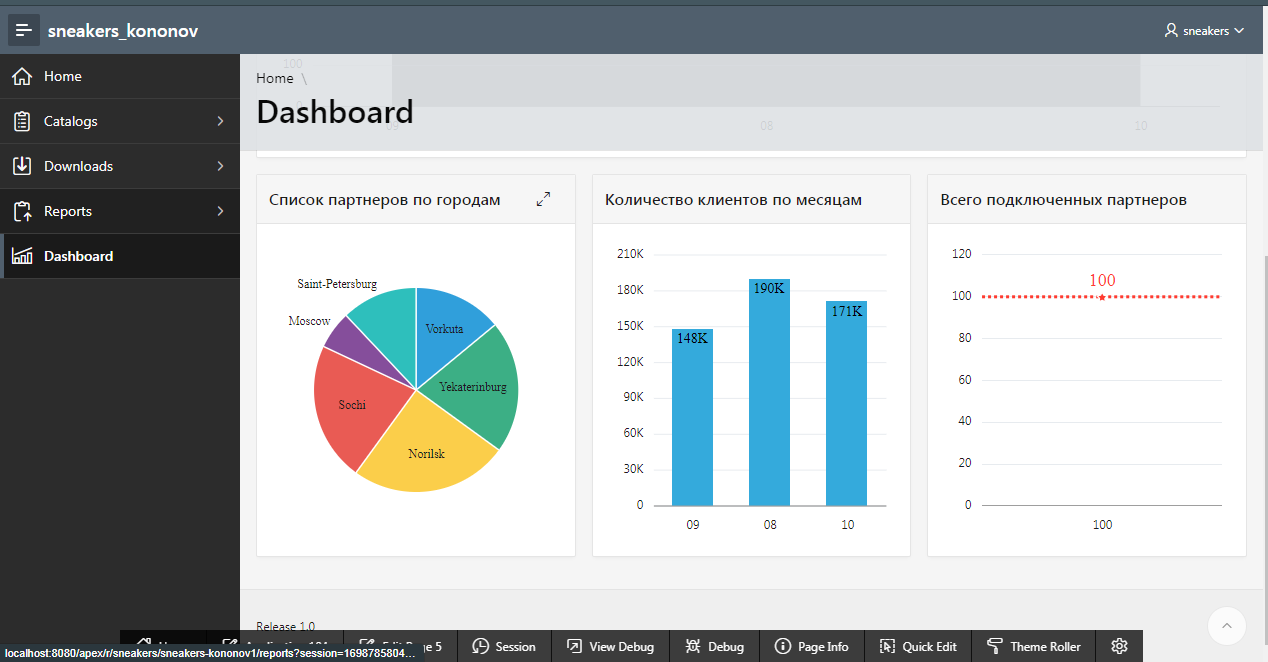 sneakers_kononov
sneakers
Home
Catalogs
Downloads
Reports
Dashboard
100
Home \
Dashboard
09 08 10
Список партнеров по городам
Saint-Petersburg
Moscow
Vorkuta
Yekaterinburg
Sochi
Norilsk
Количество клиентов по месяцам
210K
180K
150K
120K
90K
60K
30K
0
148K
190K
171K
09 08 10
Всего подключенных партнеров
120
100
80
60
40
20
0
100
100
Release 1.0
5
Session
View Debug
Debug
Page Info
Quick Edit
Theme Roller
localhost:8080/apex/r/sneakers/sneakers-kononov1/reports?session=1698785804...